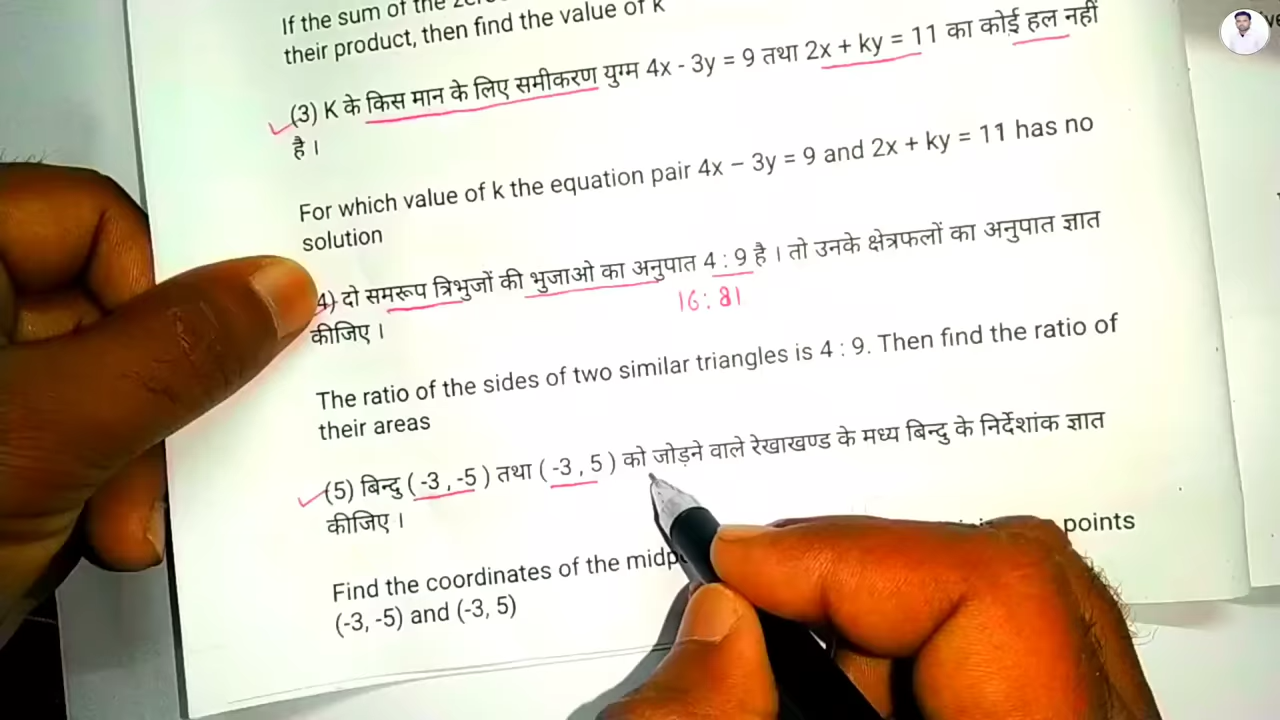 If the sum of the
their product, then find the value of K
(3) K के किस मान के लिए समीकरण युग्म 4x - 3y = 9 तथा 2x + ky = 11 का कोई हल नहीं
है ।
For which value of k the equation pair 4x – 3y = 9 and 2x + ky = 11 has no
solution
4) दो समरूप त्रिभुजों की भुजाओ का अनुपात 4 : 9 है । तो उनके क्षेत्रफलों का अनुपात ज्ञात
16 : 81
कीजिए ।
The ratio of the sides of two similar triangles is 4 : 9. Then find the ratio of
their areas
(5) बिन्दु ( -3 , -5 ) तथा ( -3 , 5 ) को जोड़ने वाले रेखाखण्ड के मध्य बिन्दु के निर्देशांक ज्ञात
कीजिए ।
Find the coordinates of the points
(-3, -5) and (-3, 5)